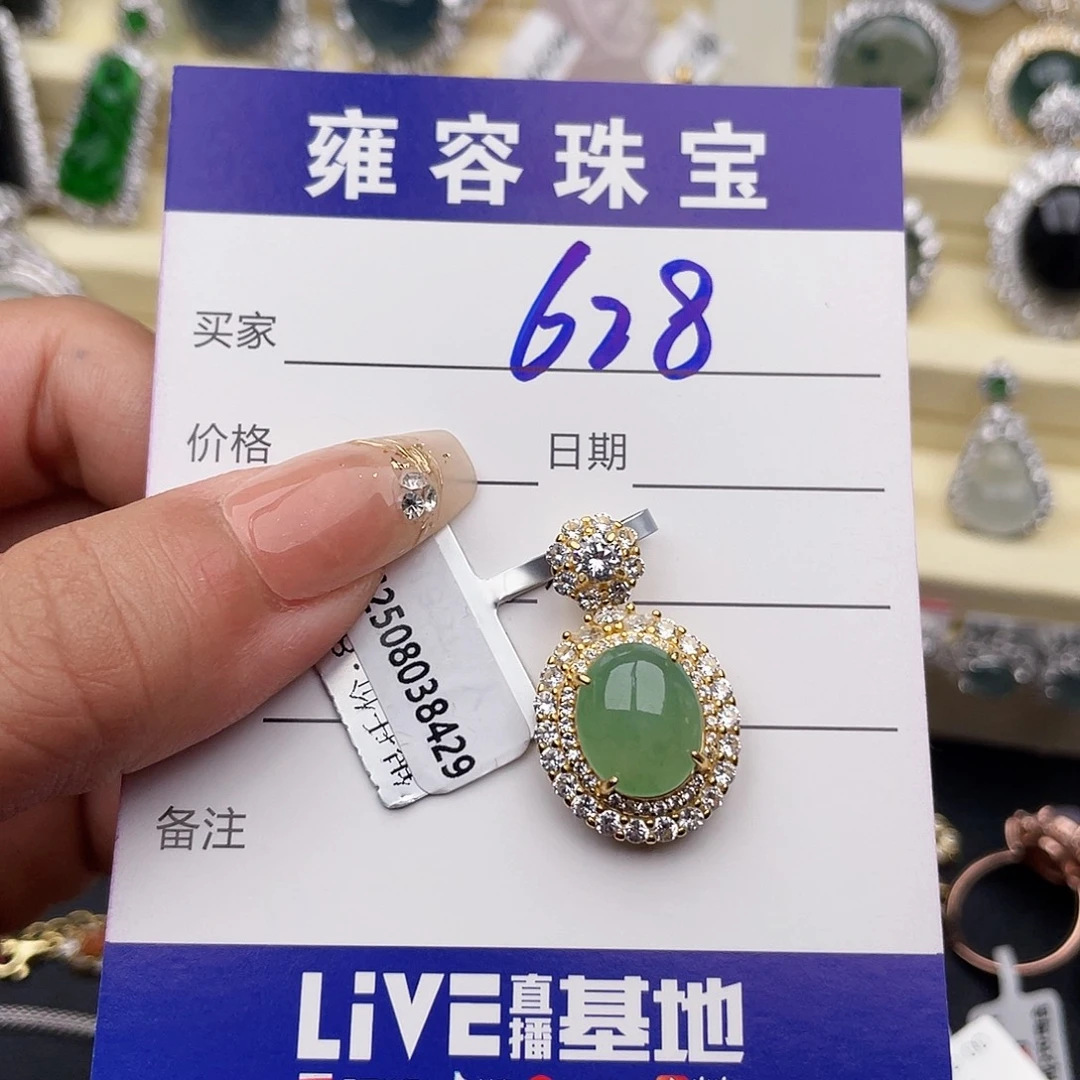 雍容珠宝
买家 628
价格 日期
2508038429
备注
LiVE直播基地